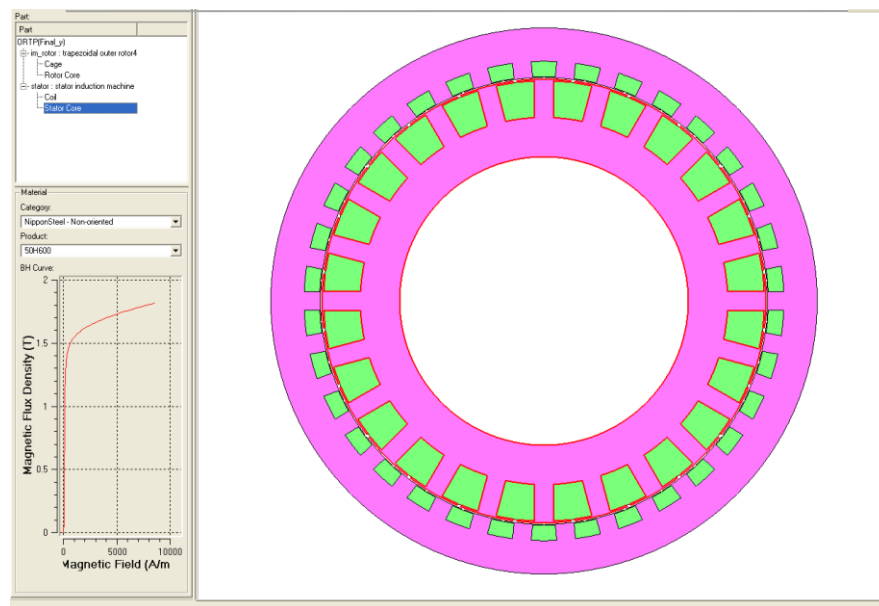 Part:
Part
ORTP(Final_y)
im_rotor : trapezoidal outer rotor4
Cage
Rotor Core
stator : stator induction machine
Coil
Stator Core
Material
Category:
NipponSteel - Non-oriented
Product:
50H600
BH Curve:
2
1.5
1
0.5
0
Magnetic Flux Density (T)
0 5000 10000
Magnetic Field (A/m